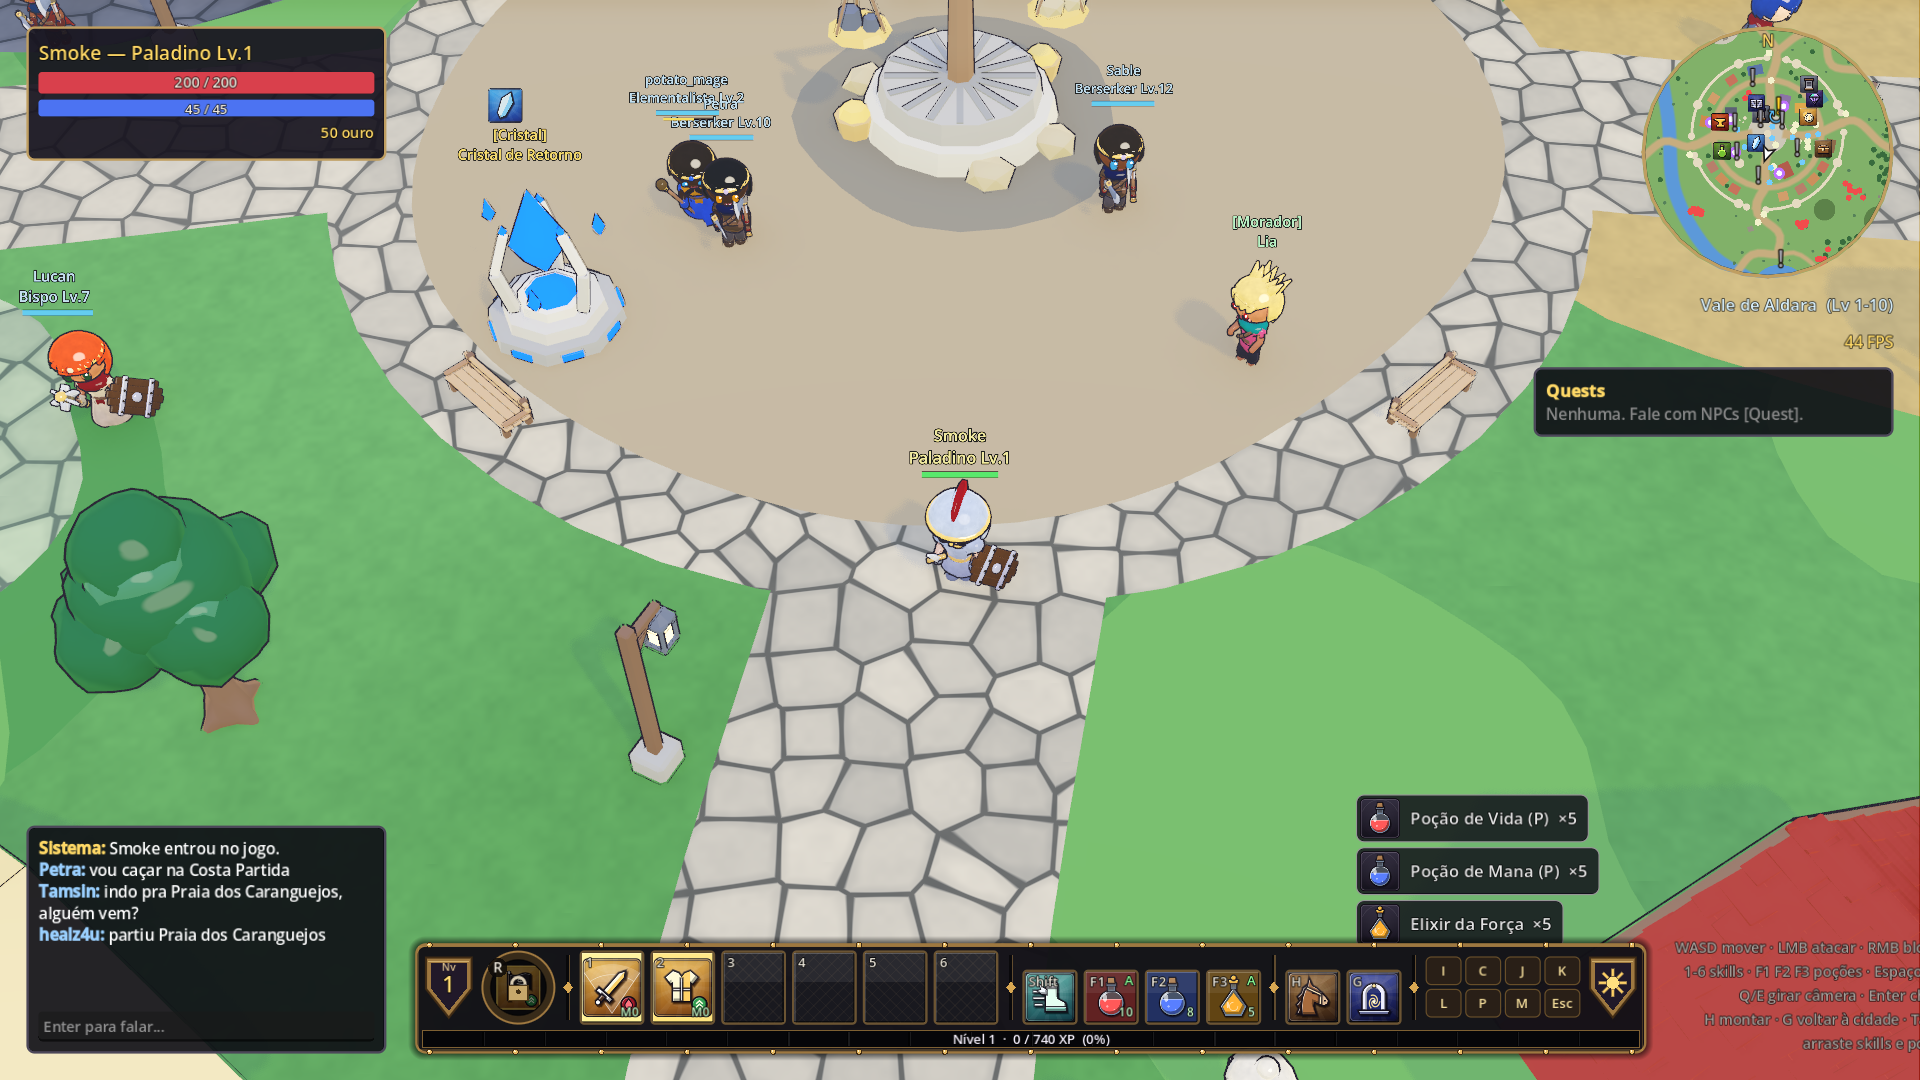 Smoke — Paladino Lv.1
200 / 200
45 / 45
50 ouro
[Cristal]
Cristal de Retorno
potato_mage
Elementalista Lv.2
Petra
Berserker Lv.10
Sable
Berserker Lv.12
[Morador]
Lia
Lucan
Bispo Lv.7
Smoke
Paladino Lv.1
N
Vale de Aldara (Lv 1-10)
44 FPS
Quests
Nenhuma. Fale com NPCs [Quest].
Poção de Vida (P) ×5
Poção de Mana (P) ×5
Elixir da Força ×5
Sistema: Smoke entrou no jogo.
Petra: vou caçar na Costa Partida
Tamsin: indo pra Praia dos Caranguejos,
alguém vem?
healz4u: partiu Praia dos Caranguejos
Enter para falar...
Nv
1
R
1 M0
2 M0
3
4
5
6
Shift
F1 A 10
F2 8
F3 A 5
H
G
I C J K
L P M Esc
Nível 1 · 0 / 740 XP (0%)
WASD mover · LMB atacar · RMB
1-6 skills · F1 F2 F3 poções ·
Q/E girar câmera · Enter
H montar · G voltar à cidade ·
arraste skills e